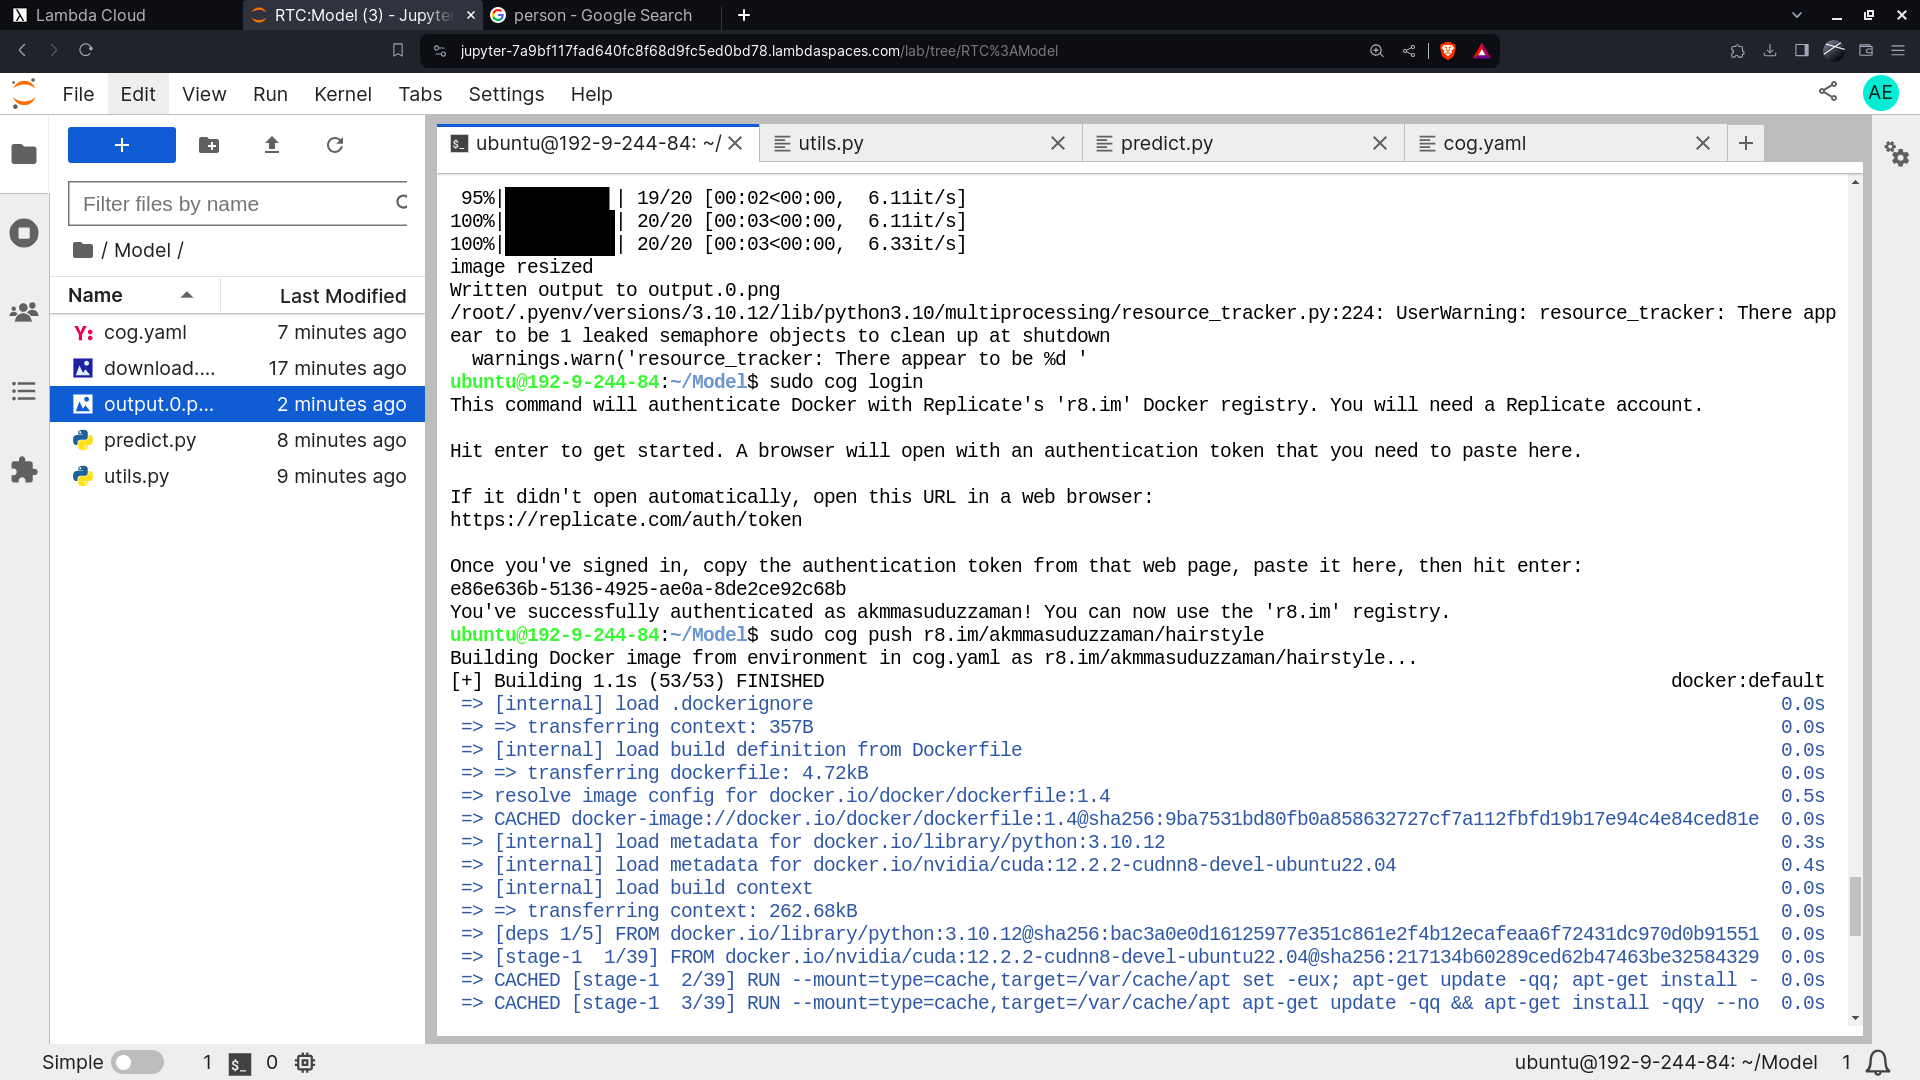 Lambda Cloud
RTC:Model (3) - Jupyte
person - Google Search
jupyter-7a9bf117fad640fc8f68d9fc5ed0bd78.lambdaspaces.com/lab/tree/RTC%3AModel
File Edit View Run Kernel Tabs Settings Help
AE
Filter files by name
/ Model /
Name Last Modified
cog.yaml 7 minutes ago
download.... 17 minutes ago
output.0.p... 2 minutes ago
predict.py 8 minutes ago
utils.py 9 minutes ago
ubuntu@192-9-244-84: ~/
utils.py
predict.py
cog.yaml
95%| | 19/20 [00:02<00:00, 6.11it/s]
100%| | 20/20 [00:03<00:00, 6.11it/s]
100%| | 20/20 [00:03<00:00, 6.33it/s]
image resized
Written output to output.0.png
/root/.pyenv/versions/3.10.12/lib/python3.10/multiprocessing/resource_tracker.py:224: UserWarning: resource_tracker: There app
ear to be 1 leaked semaphore objects to clean up at shutdown
warnings.warn('resource_tracker: There appear to be %d '
ubuntu@192-9-244-84:~/Model$ sudo cog login
This command will authenticate Docker with Replicate's 'r8.im' Docker registry. You will need a Replicate account.
Hit enter to get started. A browser will open with an authentication token that you need to paste here.
If it didn't open automatically, open this URL in a web browser:
https://replicate.com/auth/token
Once you've signed in, copy the authentication token from that web page, paste it here, then hit enter:
e86e636b-5136-4925-ae0a-8de2ce92c68b
You've successfully authenticated as akmmasuduzzaman! You can now use the 'r8.im' registry.
ubuntu@192-9-244-84:~/Model$ sudo cog push r8.im/akmmasuduzzaman/hairstyle
Building Docker image from environment in cog.yaml as r8.im/akmmasuduzzaman/hairstyle...
[+] Building 1.1s (53/53) FINISHED docker:default
=> [internal] load .dockerignore 0.0s
=> => transferring context: 357B 0.0s
=> [internal] load build definition from Dockerfile 0.0s
=> => transferring dockerfile: 4.72kB 0.0s
=> resolve image config for docker.io/docker/dockerfile:1.4 0.5s
=> CACHED docker-image://docker.io/docker/dockerfile:1.4@sha256:9ba7531bd80fb0a858632727cf7a112fbfd19b17e94c4e84ced81e 0.0s
=> [internal] load metadata for docker.io/library/python:3.10.12 0.3s
=> [internal] load metadata for docker.io/nvidia/cuda:12.2.2-cudnn8-devel-ubuntu22.04 0.4s
=> [internal] load build context 0.0s
=> => transferring context: 262.68kB 0.0s
=> [deps 1/5] FROM docker.io/library/python:3.10.12@sha256:bac3a0e0d16125977e351c861e2f4b12ecafeaa6f72431dc970d0b91551 0.0s
=> [stage-1 1/39] FROM docker.io/nvidia/cuda:12.2.2-cudnn8-devel-ubuntu22.04@sha256:217134b60289ced62b47463be32584329 0.0s
=> CACHED [stage-1 2/39] RUN --mount=type=cache,target=/var/cache/apt set -eux; apt-get update -qq; apt-get install - 0.0s
=> CACHED [stage-1 3/39] RUN --mount=type=cache,target=/var/cache/apt apt-get update -qq && apt-get install -qqy --no 0.0s
Simple 1 $_ 0
ubuntu@192-9-244-84: ~/Model 1